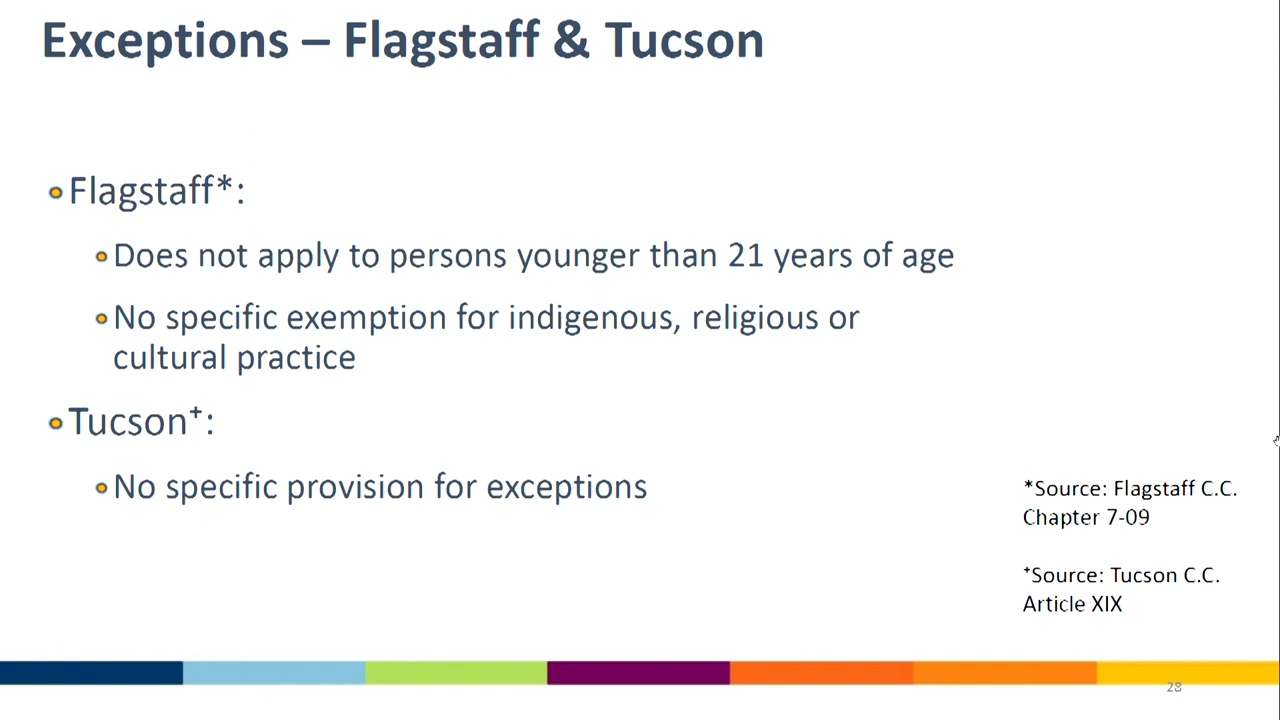 Exceptions – Flagstaff & Tucson
Flagstaff*:
Does not apply to persons younger than 21 years of age
No specific exemption for indigenous, religious or
cultural practice
Tucson⁺:
No specific provision for exceptions
*Source: Flagstaff C.C.
Chapter 7-09
⁺Source: Tucson C.C.
Article XIX
28